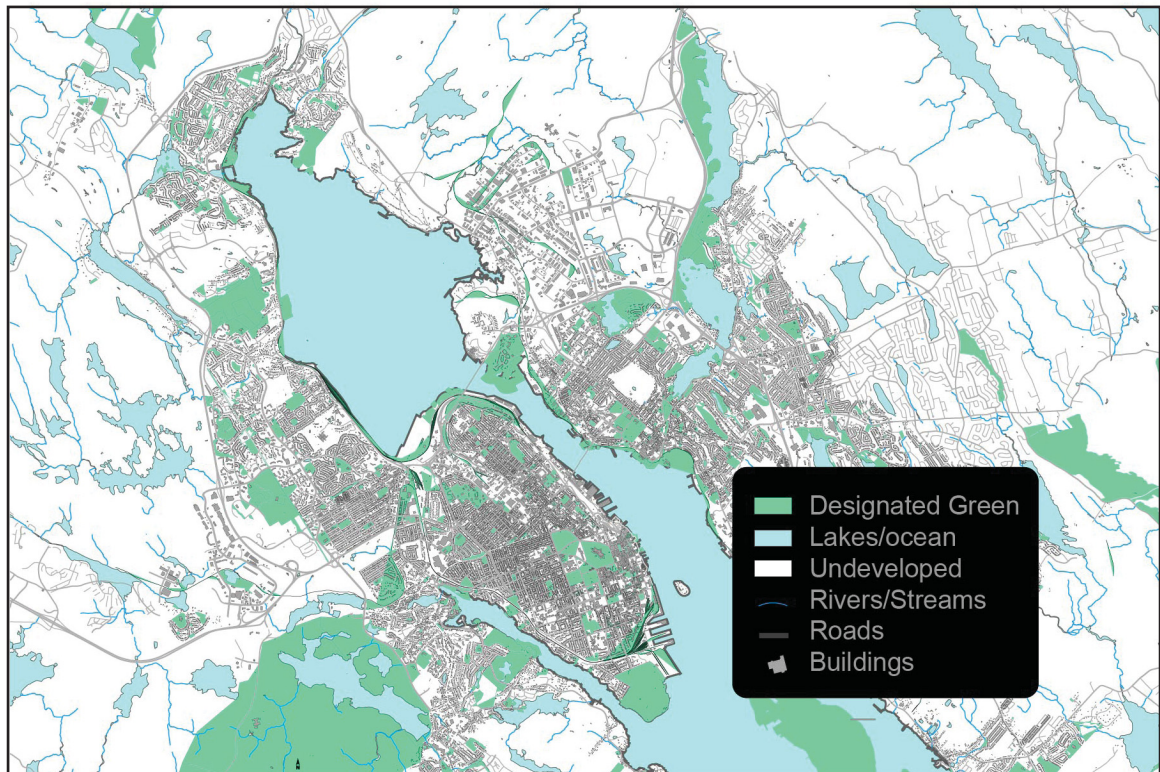 Designated Green
Lakes/ocean
Undeveloped
Rivers/Streams
Roads
Buildings